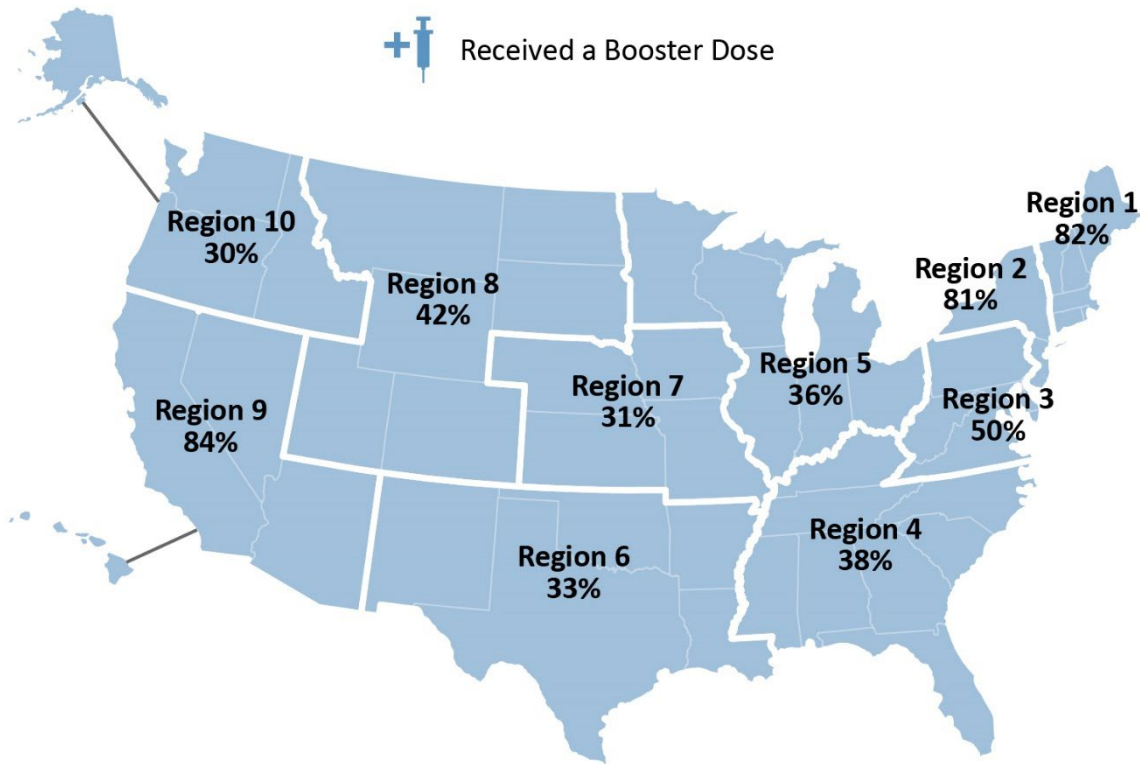 Received a Booster Dose
Region 1
82%
Region 10
30%
Region 2
81%
Region 8
42%
Region 5
36%
Region 7
31%
Region 3
50%
Region 9
84%
Region 4
38%
Region 6
33%